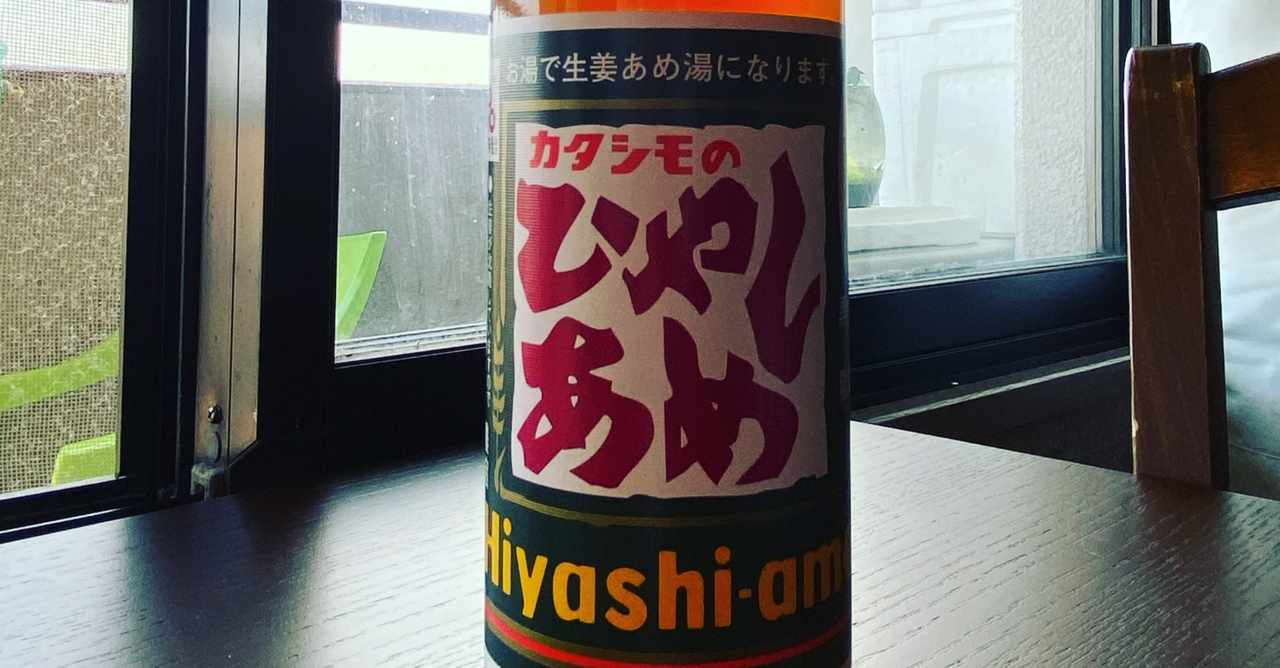 お湯で生姜あめ湯になります。
カタシモの
ひやし
あめ
Hiyashi-ame